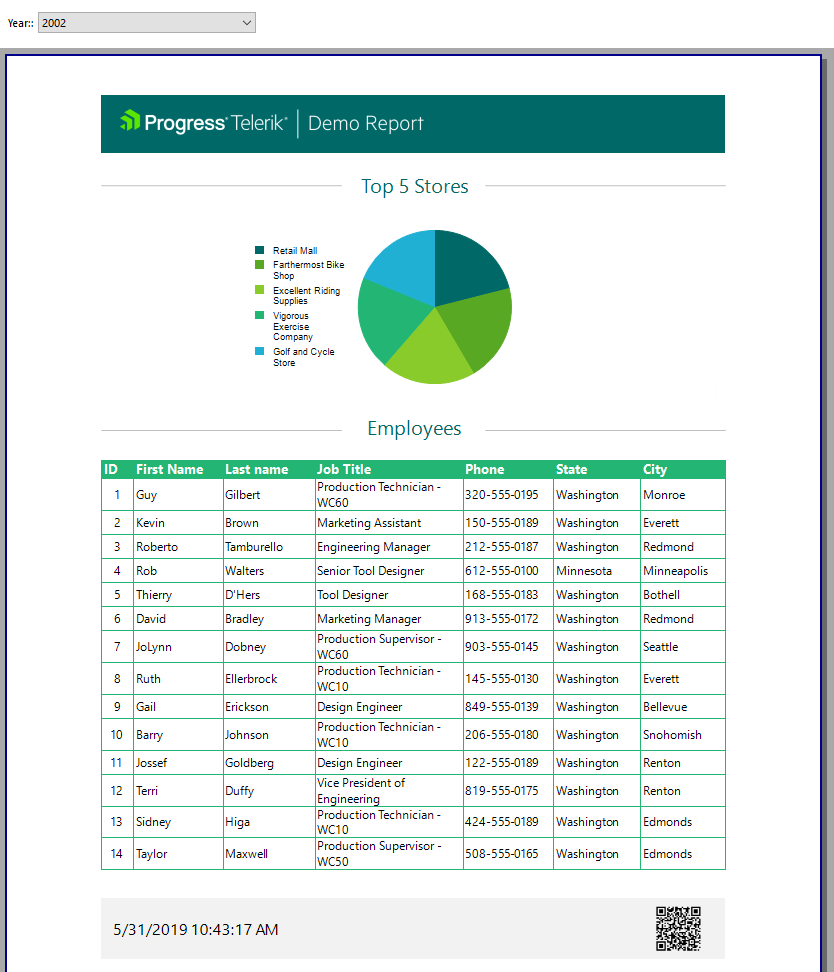 Year:: 2002
Progress® Telerik® Demo Report
Top 5 Stores
Retail Mall
Farthermost Bike
Shop
Excellent Riding
Supplies
Vigorous
Exercise
Company
Golf and Cycle
Store
Employees
ID First Name Last name Job Title Phone State City
1 Guy Gilbert Production Technician - WC60 320-555-0195 Washington Monroe
2 Kevin Brown Marketing Assistant 150-555-0189 Washington Everett
3 Roberto Tamburello Engineering Manager 212-555-0187 Washington Redmond
4 Rob Walters Senior Tool Designer 612-555-0100 Minnesota Minneapolis
5 Thierry D'Hers Tool Designer 168-555-0183 Washington Bothell
6 David Bradley Marketing Manager 913-555-0172 Washington Redmond
7 JoLynn Dobney Production Supervisor - WC60 903-555-0145 Washington Seattle
8 Ruth Ellerbrock Production Technician - WC10 145-555-0130 Washington Everett
9 Gail Erickson Design Engineer 849-555-0139 Washington Bellevue
10 Barry Johnson Production Technician - WC10 206-555-0180 Washington Snohomish
11 Jossef Goldberg Design Engineer 122-555-0189 Washington Renton
12 Terri Duffy Vice President of Engineering 819-555-0175 Washington Renton
13 Sidney Higa Production Technician - WC10 424-555-0189 Washington Edmonds
14 Taylor Maxwell Production Supervisor - WC50 508-555-0165 Washington Edmonds
5/31/2019 10:43:17 AM